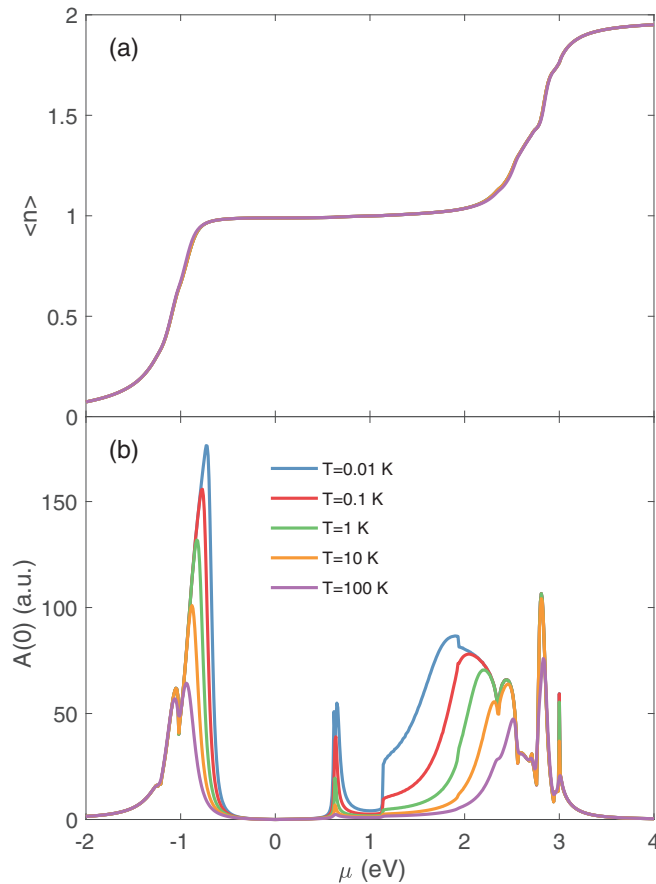 (a)
2
1.5
1
0.5
0
<n>
(b)
T=0.01 K
T=0.1 K
T=1 K
T=10 K
T=100 K
150
100
50
0
A(0) (a.u.)
-2 -1 0 1 2 3 4
μ (eV)